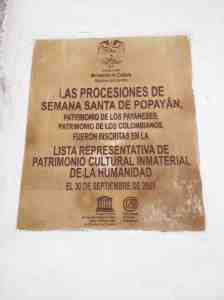 Ministerio de Cultura
LAS PROCESIONES DE
SEMANA SANTA DE POPAYÁN,
PATRIMONIO DE LOS PAYANESES,
PATRIMONIO DE LOS COLOMBIANOS,
FUERON INSCRITAS EN LA
LISTA REPRESENTATIVA DE
PATRIMONIO CULTURAL INMATERIAL
DE LA HUMANIDAD
EL 30 DE SEPTIEMBRE DE 2009